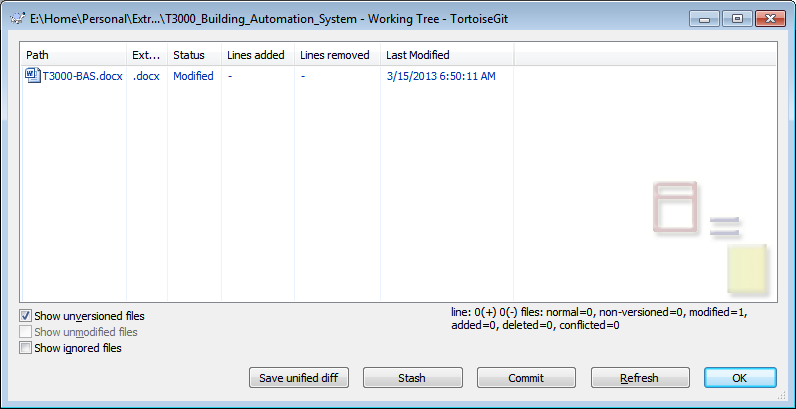 E:\Home\Personal\Extr...\T3000_Building_Automation_System - Working Tree - TortoiseGit
Path Ext... Status Lines added Lines removed Last Modified
T3000-BAS.docx .docx Modified - - 3/15/2013 6:50:11 AM
Show unversioned files
Show unmodified files
Show ignored files
line: 0(+) 0(-) files: normal=0, non-versioned=0, modified=1,
added=0, deleted=0, conflicted=0
Save unified diff Stash Commit Refresh OK